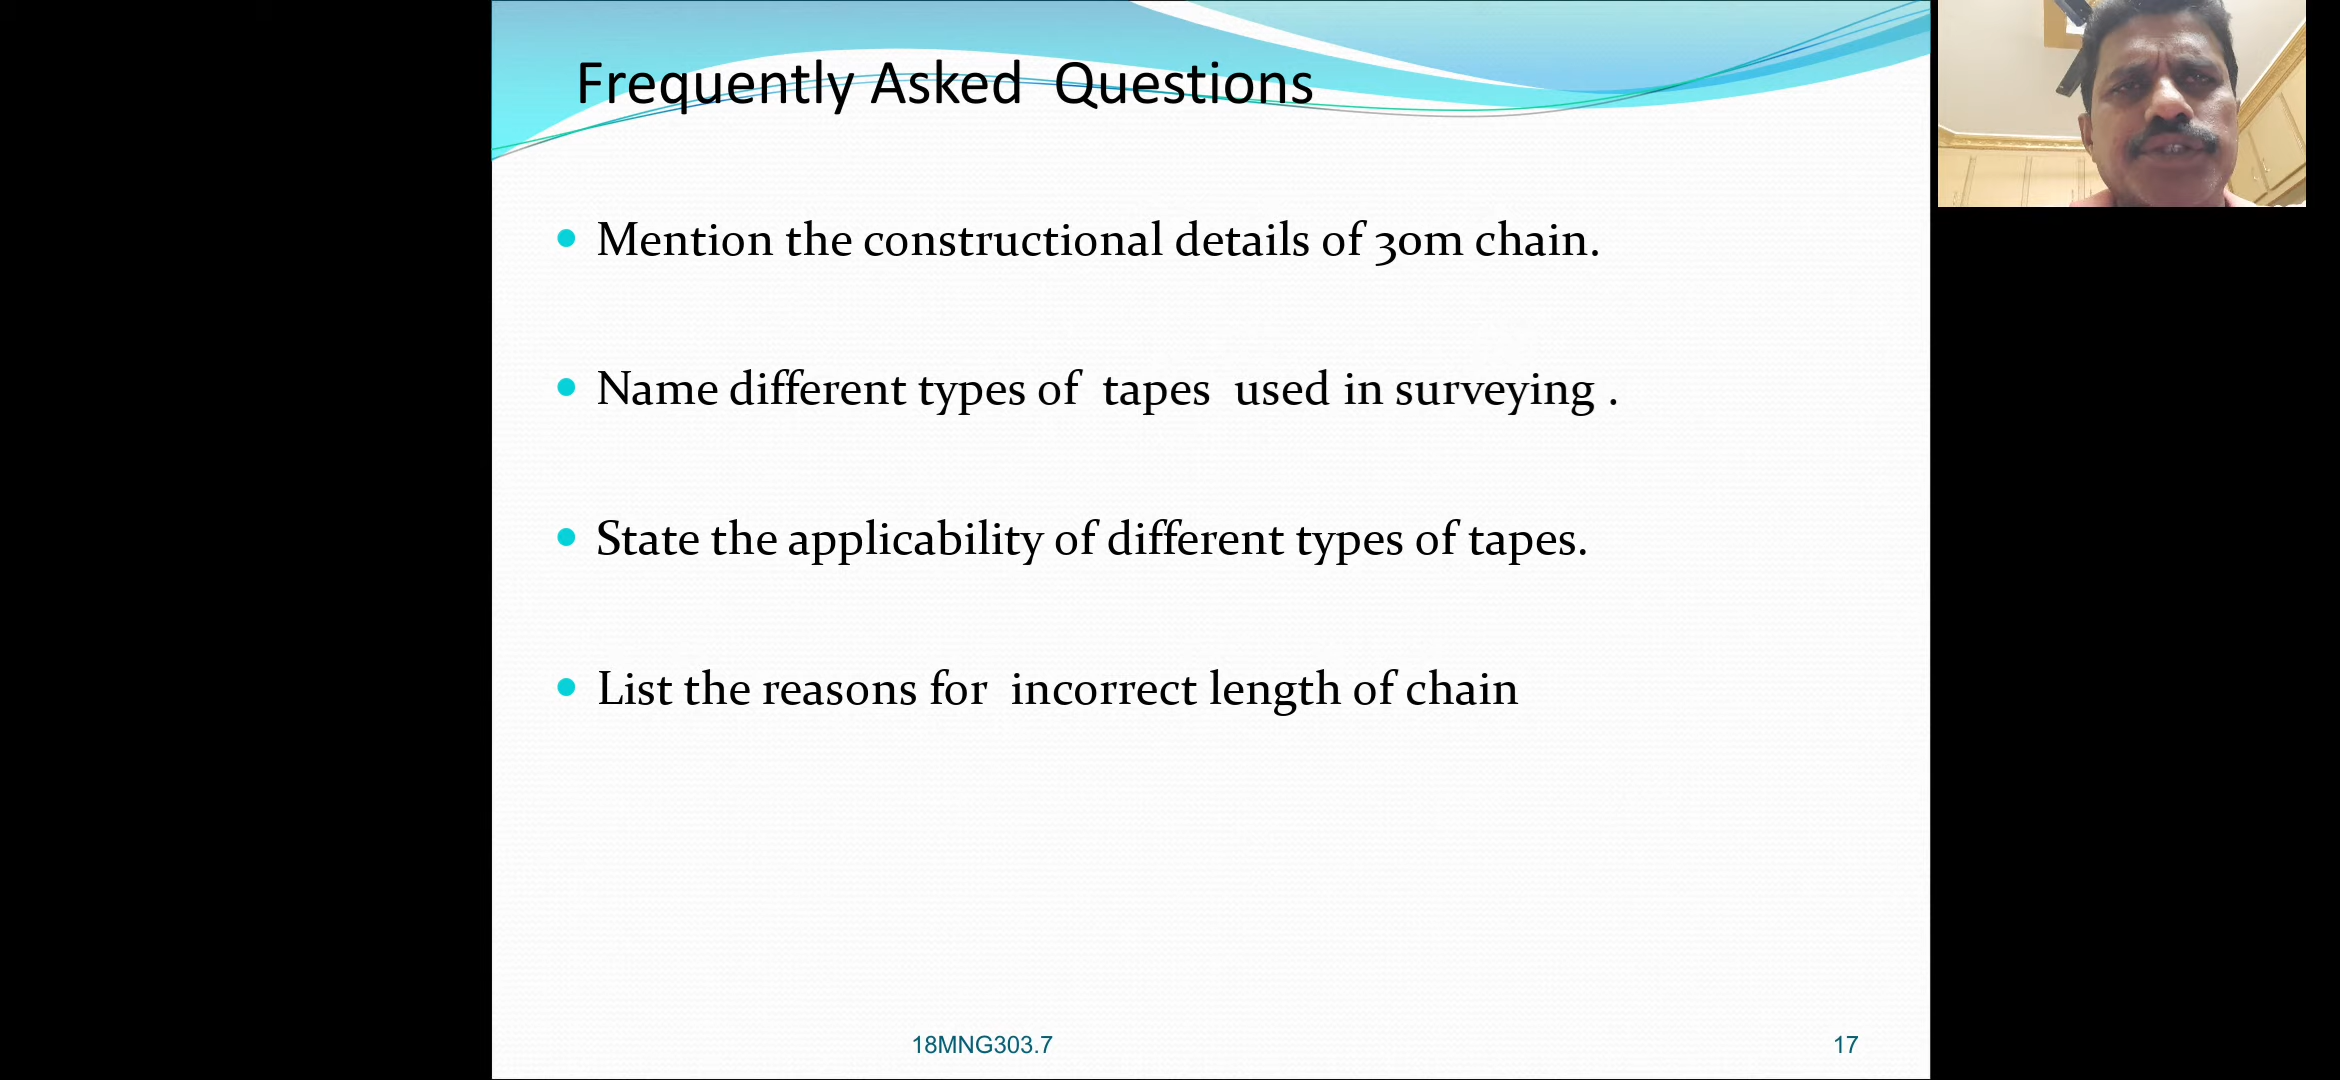 Frequently Asked Questions
Mention the constructional details of 30m chain.
Name different types of tapes used in surveying .
State the applicability of different types of tapes.
List the reasons for incorrect length of chain
18MNG303.7
17